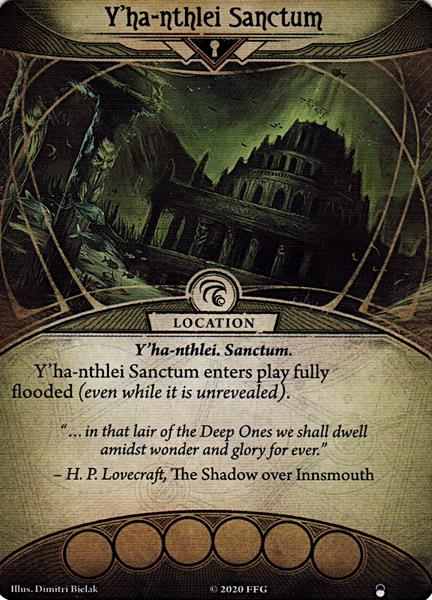 Y'ha-nthlei Sanctum
LOCATION
Y'ha-nthlei. Sanctum.
Y'ha-nthlei Sanctum enters play fully
flooded (even while it is unrevealed).
“… in that lair of the Deep Ones we shall dwell
amidst wonder and glory for ever.”
– H. P. Lovecraft, The Shadow over Innsmouth
Illus. Dimitri Bielak
© 2020 FFG